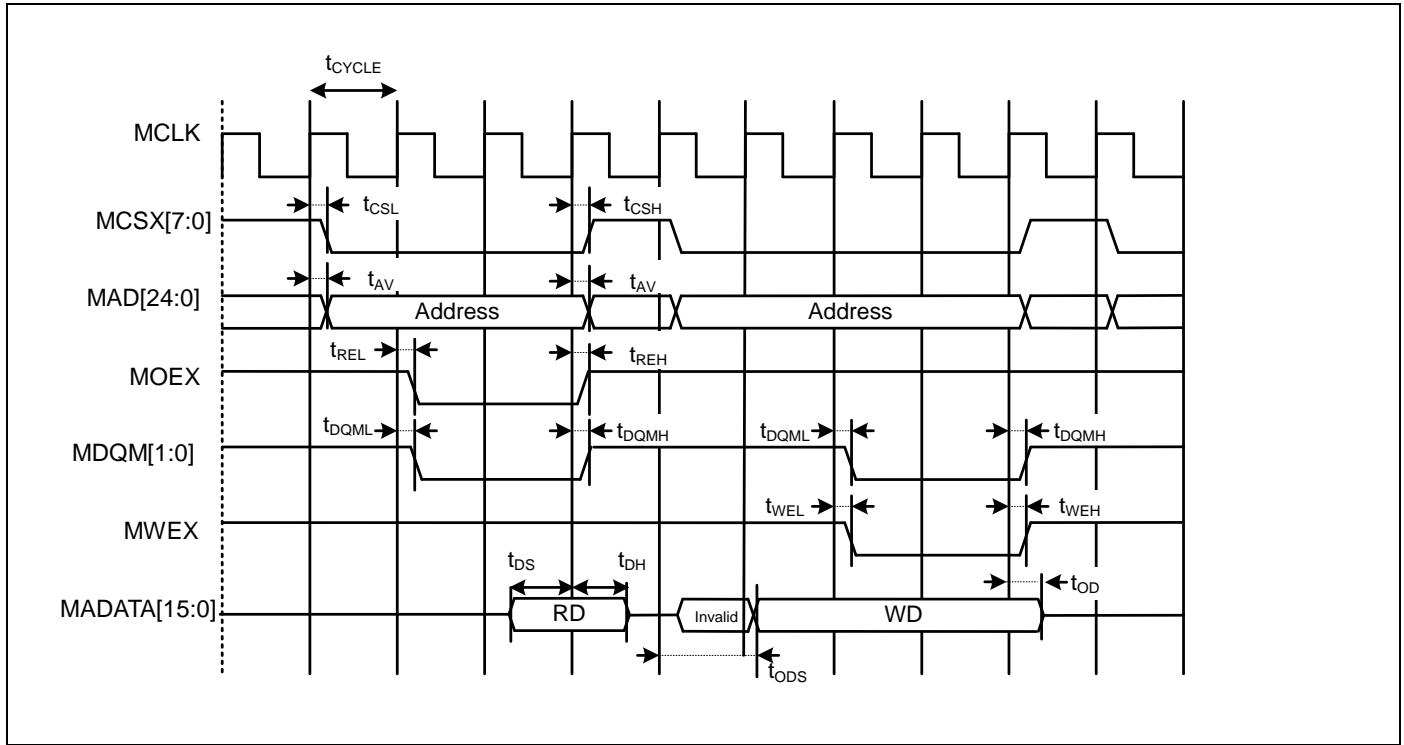 tCYCLE
MCLK
MCSX[7:0]
tCSL
tCSH
MAD[24:0]
tAV
tAV
Address
Address
MOEX
tREL
tREH
MDQM[1:0]
tDQML
tDQMH
tDQML
tDQMH
MWEX
tWEL
tWEH
MADATA[15:0]
tDS
tDH
tOD
RD
Invalid
WD
tODS